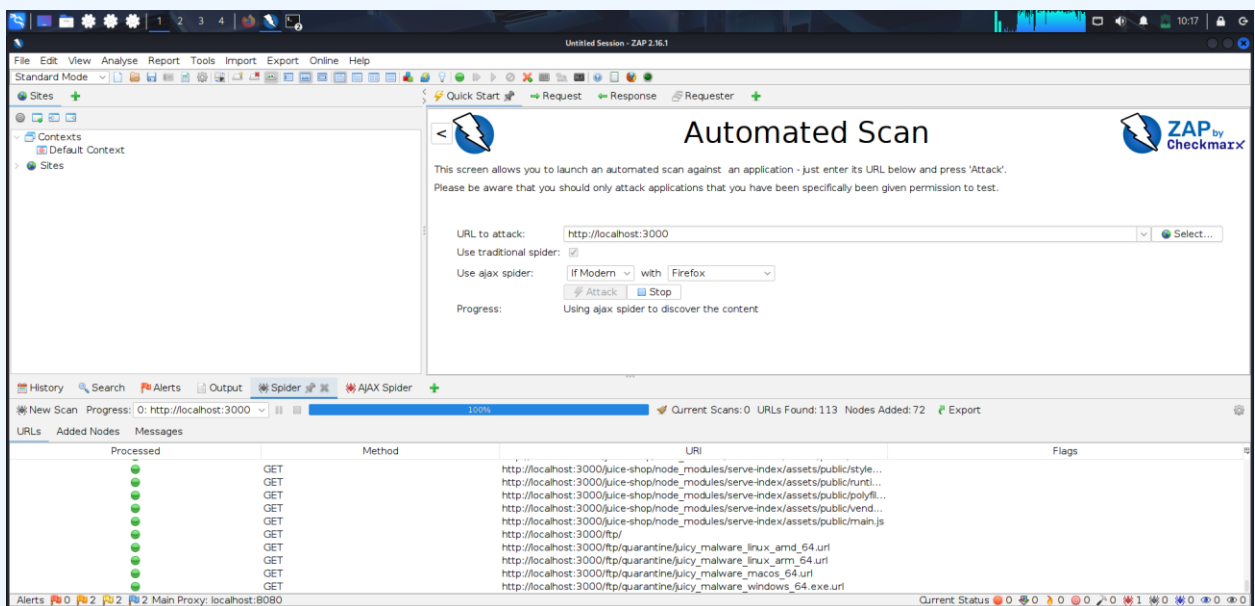 1 2 3 4 10:17
Untitled Session - ZAP 2.16.1
File Edit View Analyse Report Tools Import Export Online Help
Standard Mode
Sites
Quick Start Request Response Requester
Contexts
Default Context
Sites
<
Automated Scan
ZAP by Checkmarx
This screen allows you to launch an automated scan against an application - just enter its URL below and press 'Attack'.
Please be aware that you should only attack applications that you have been specifically been given permission to test.
URL to attack: http://localhost:3000 Select...
Use traditional spider:
Use ajax spider: If Modern with Firefox
Attack Stop
Progress: Using ajax spider to discover the content
History Search Alerts Output Spider AJAX Spider
New Scan Progress: 0: http://localhost:3000 100% Current Scans: 0 URLs Found: 113 Nodes Added: 72 Export
URLs Added Nodes Messages
Processed Method URI Flags
GET http://localhost:3000/juice-shop/node_modules/serve-index/assets/public/style...
GET http://localhost:3000/juice-shop/node_modules/serve-index/assets/public/runti...
GET http://localhost:3000/juice-shop/node_modules/serve-index/assets/public/polyfil...
GET http://localhost:3000/juice-shop/node_modules/serve-index/assets/public/vend...
GET http://localhost:3000/juice-shop/node_modules/serve-index/assets/public/main.js
GET http://localhost:3000/ftp/
GET http://localhost:3000/ftp/quarantine/juicy_malware_linux_amd_64.url
GET http://localhost:3000/ftp/quarantine/juicy_malware_linux_arm_64.url
GET http://localhost:3000/ftp/quarantine/juicy_malware_macos_64.url
GET http://localhost:3000/ftp/quarantine/juicy_malware_windows_64.exe.url
Alerts 0 2 2 2 Main Proxy: localhost:8080 Current Status 0 0 0 0 0 1 0 0 0 0